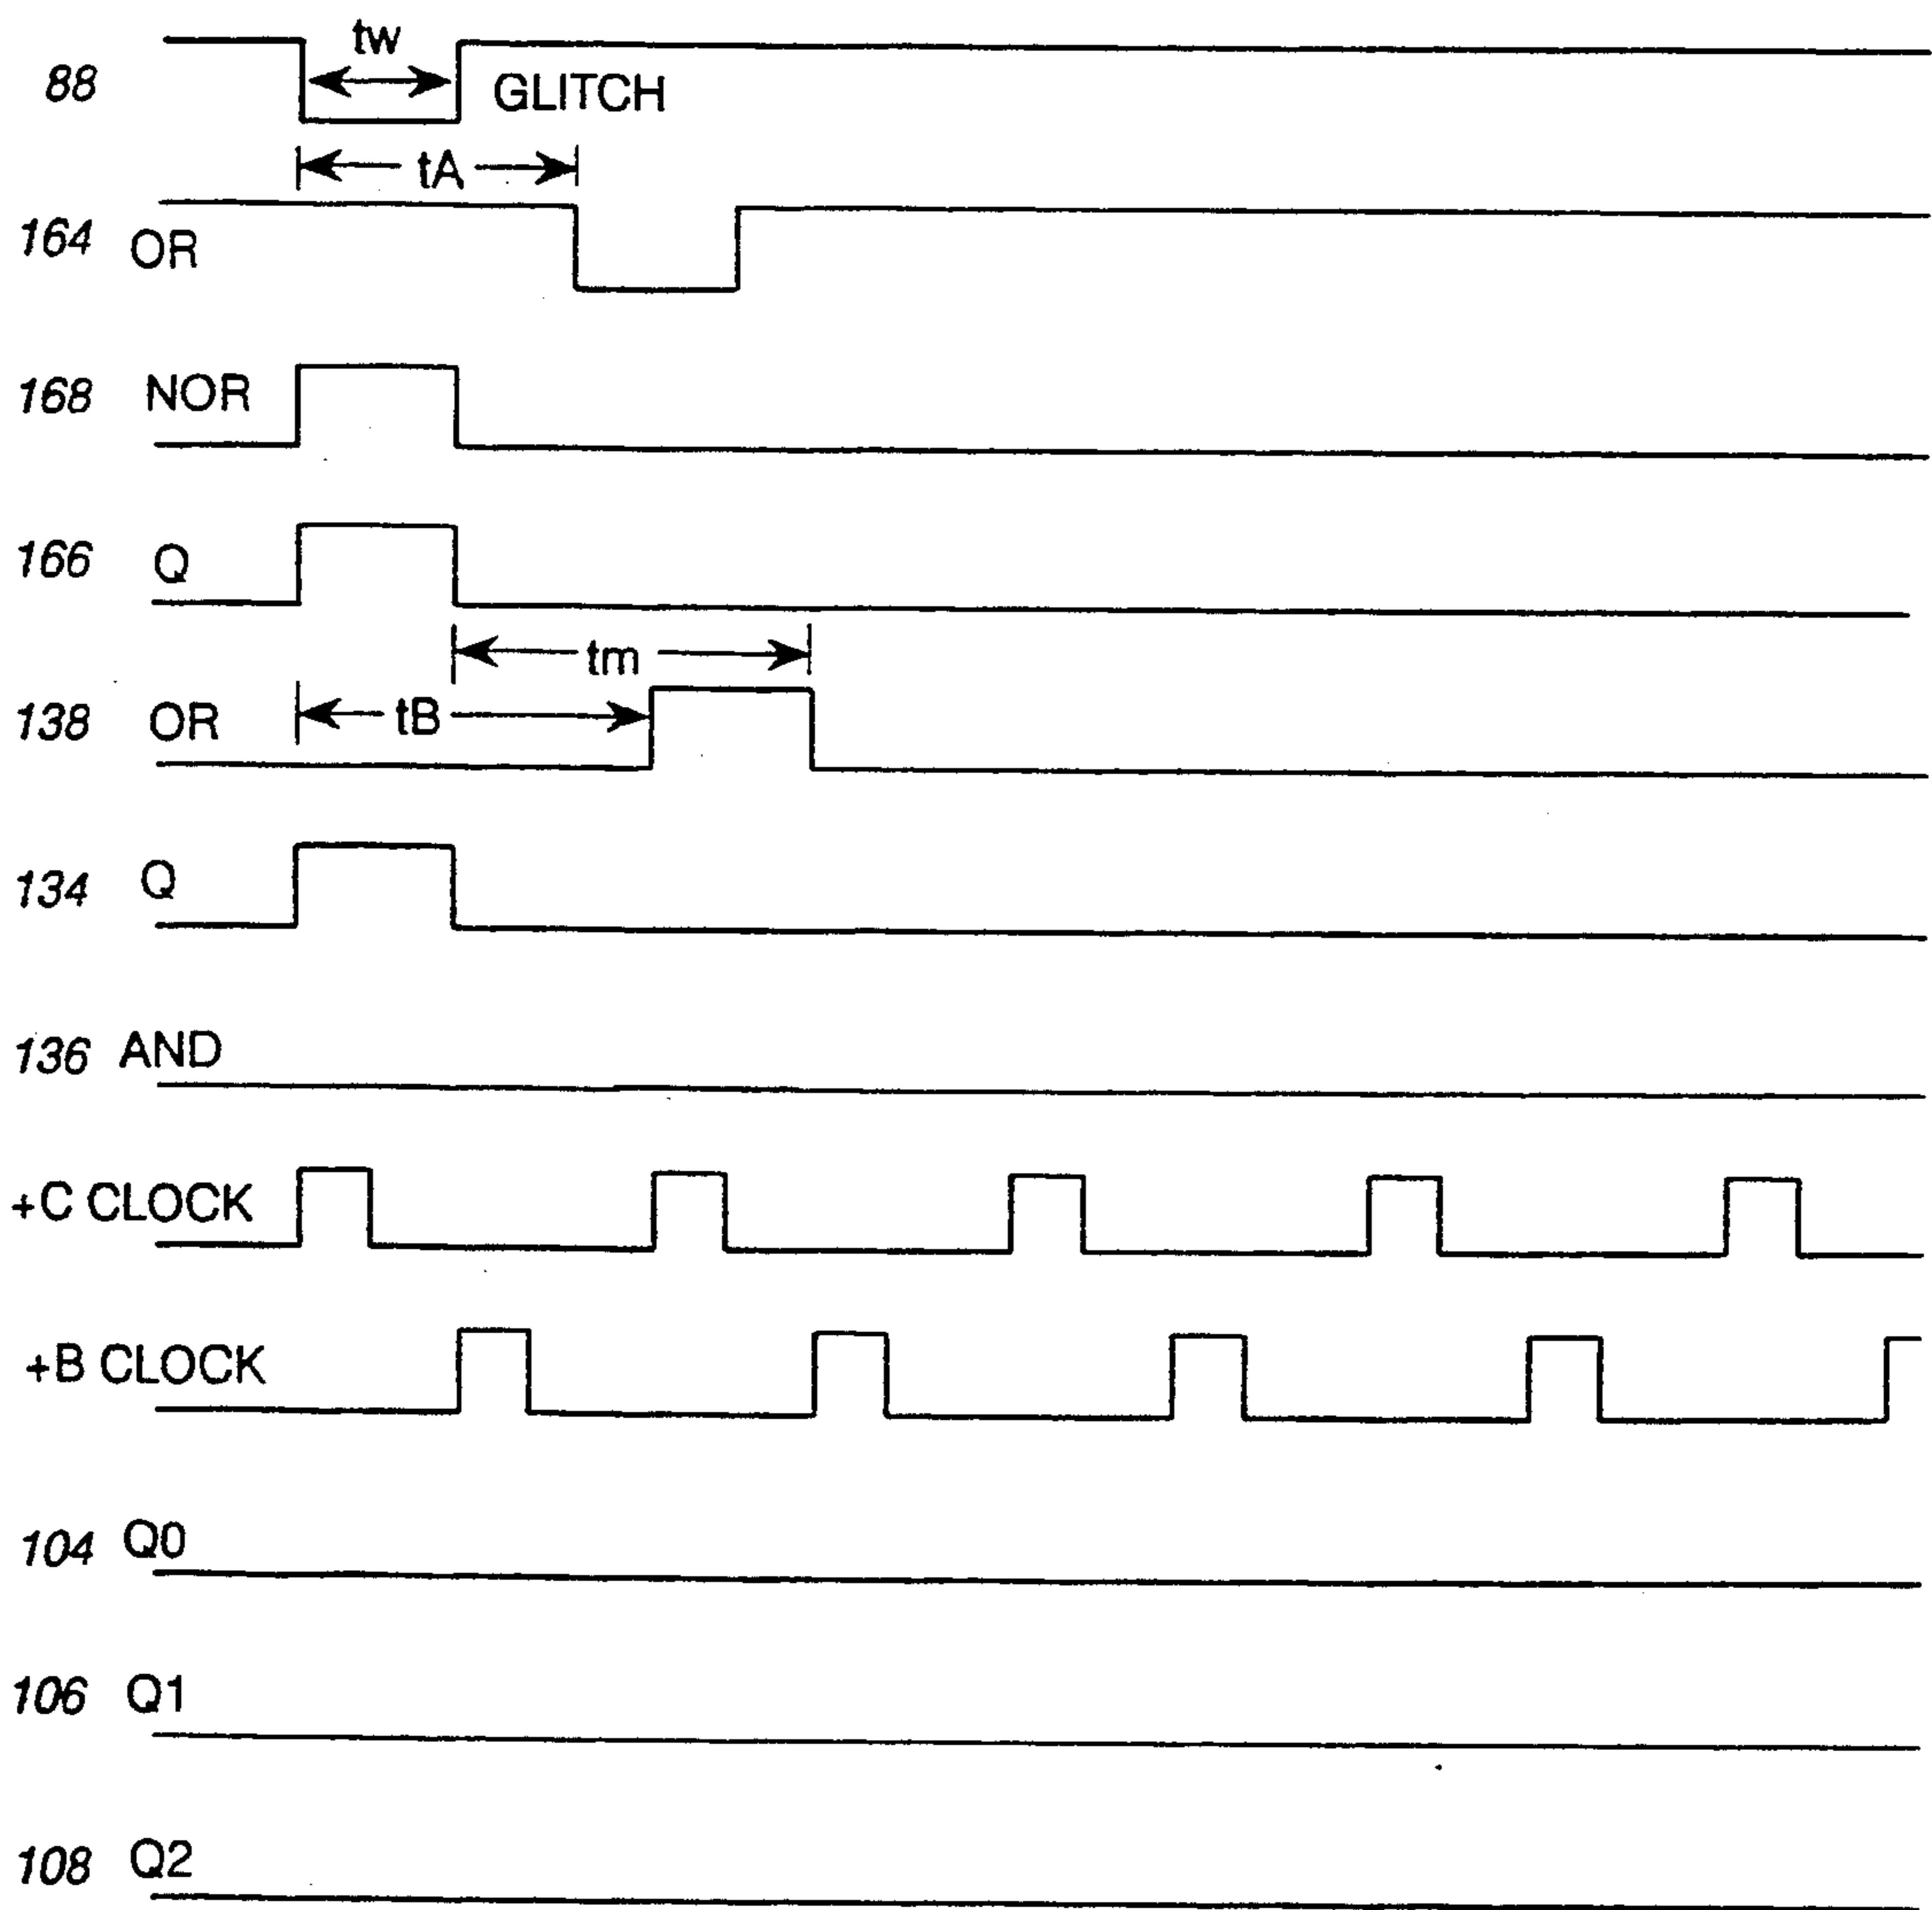 tw
88 GLITCH
tA
164 OR
168 NOR
166 Q
tm
138 OR tB
134 Q
136 AND
+C CLOCK
+B CLOCK
104 Q0
106 Q1
108 Q2